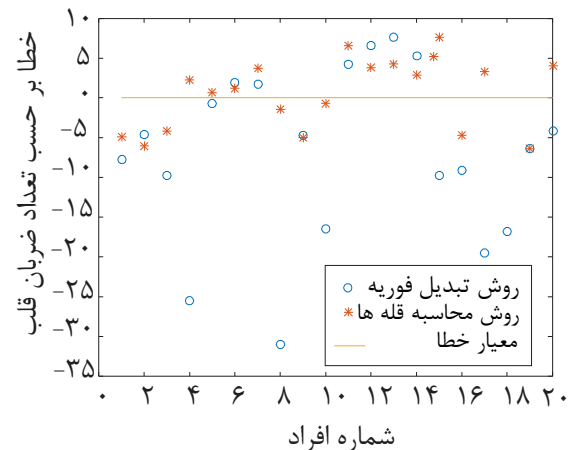 خطا بر حسب تعداد ضربان قلب
۱۰
۵
۰
-۵
-۱۰
-۱۵
-۲۰
-۲۵
-۳۰
-۳۵
روش تبدیل فوریه
روش محاسبه قله ها
معیار خطا
۰ ۲ ۴ ۶ ۸ ۱۰ ۱۲ ۱۴ ۱۶ ۱۸ ۲۰
شماره افراد